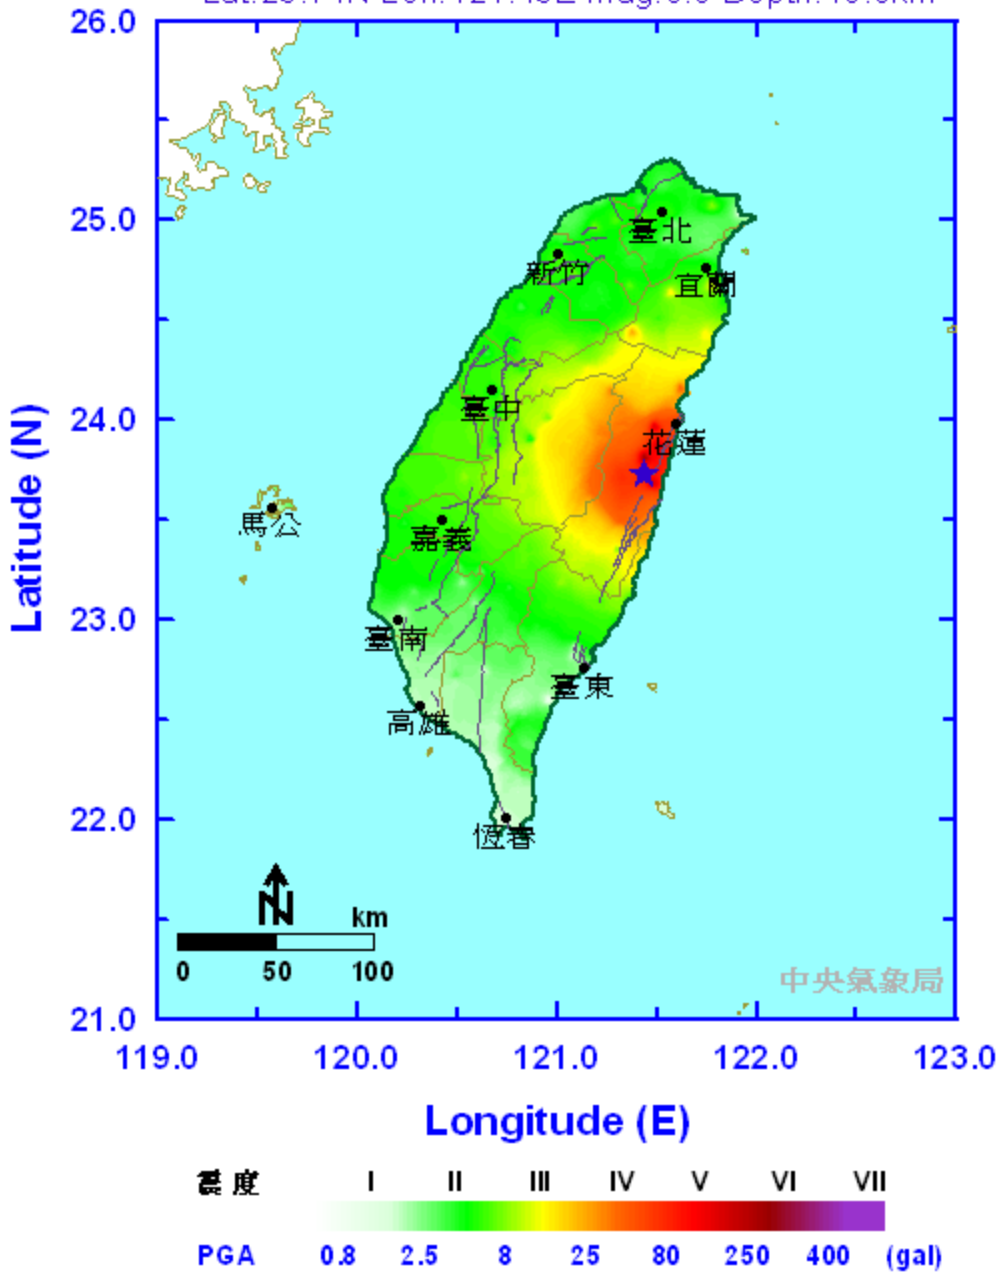 26.0
25.0
臺北
新竹
宜蘭
24.0
臺中
花蓮
馬公
嘉義
23.0
臺南
臺東
高雄
22.0
恆春
N
km
0 50 100
中央氣象局
21.0
119.0 120.0 121.0 122.0 123.0
Latitude (N)
Longitude (E)
震度 I II III IV V VI VII
PGA 0.8 2.5 8 25 80 250 400 (gal)